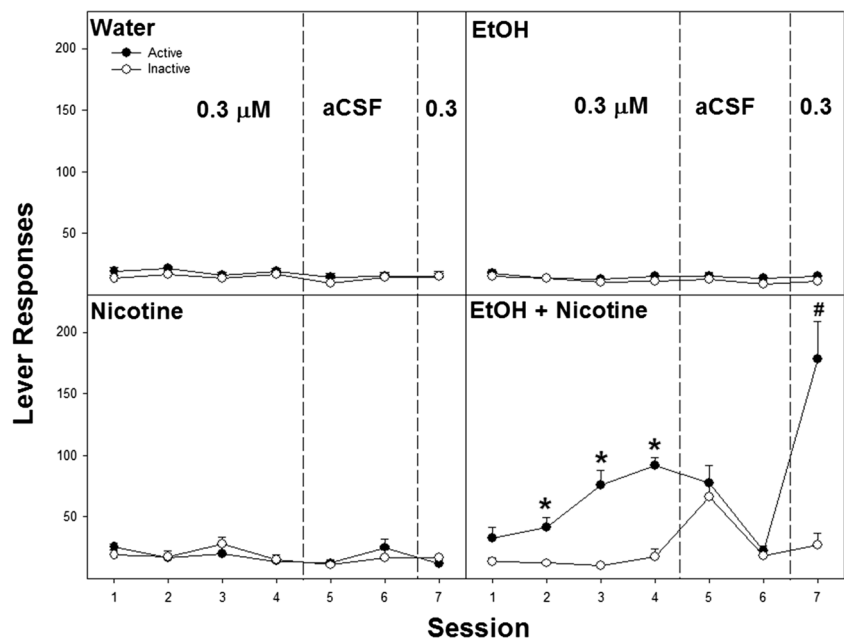 Water
Active
Inactive
0.3 μM
aCSF
0.3
EtOH
0.3 μM
aCSF
0.3
200
150
100
50
Nicotine
EtOH + Nicotine
#
*
*
*
200
150
100
50
Lever Responses
1 2 3 4 5 6 7
1 2 3 4 5 6 7
Session